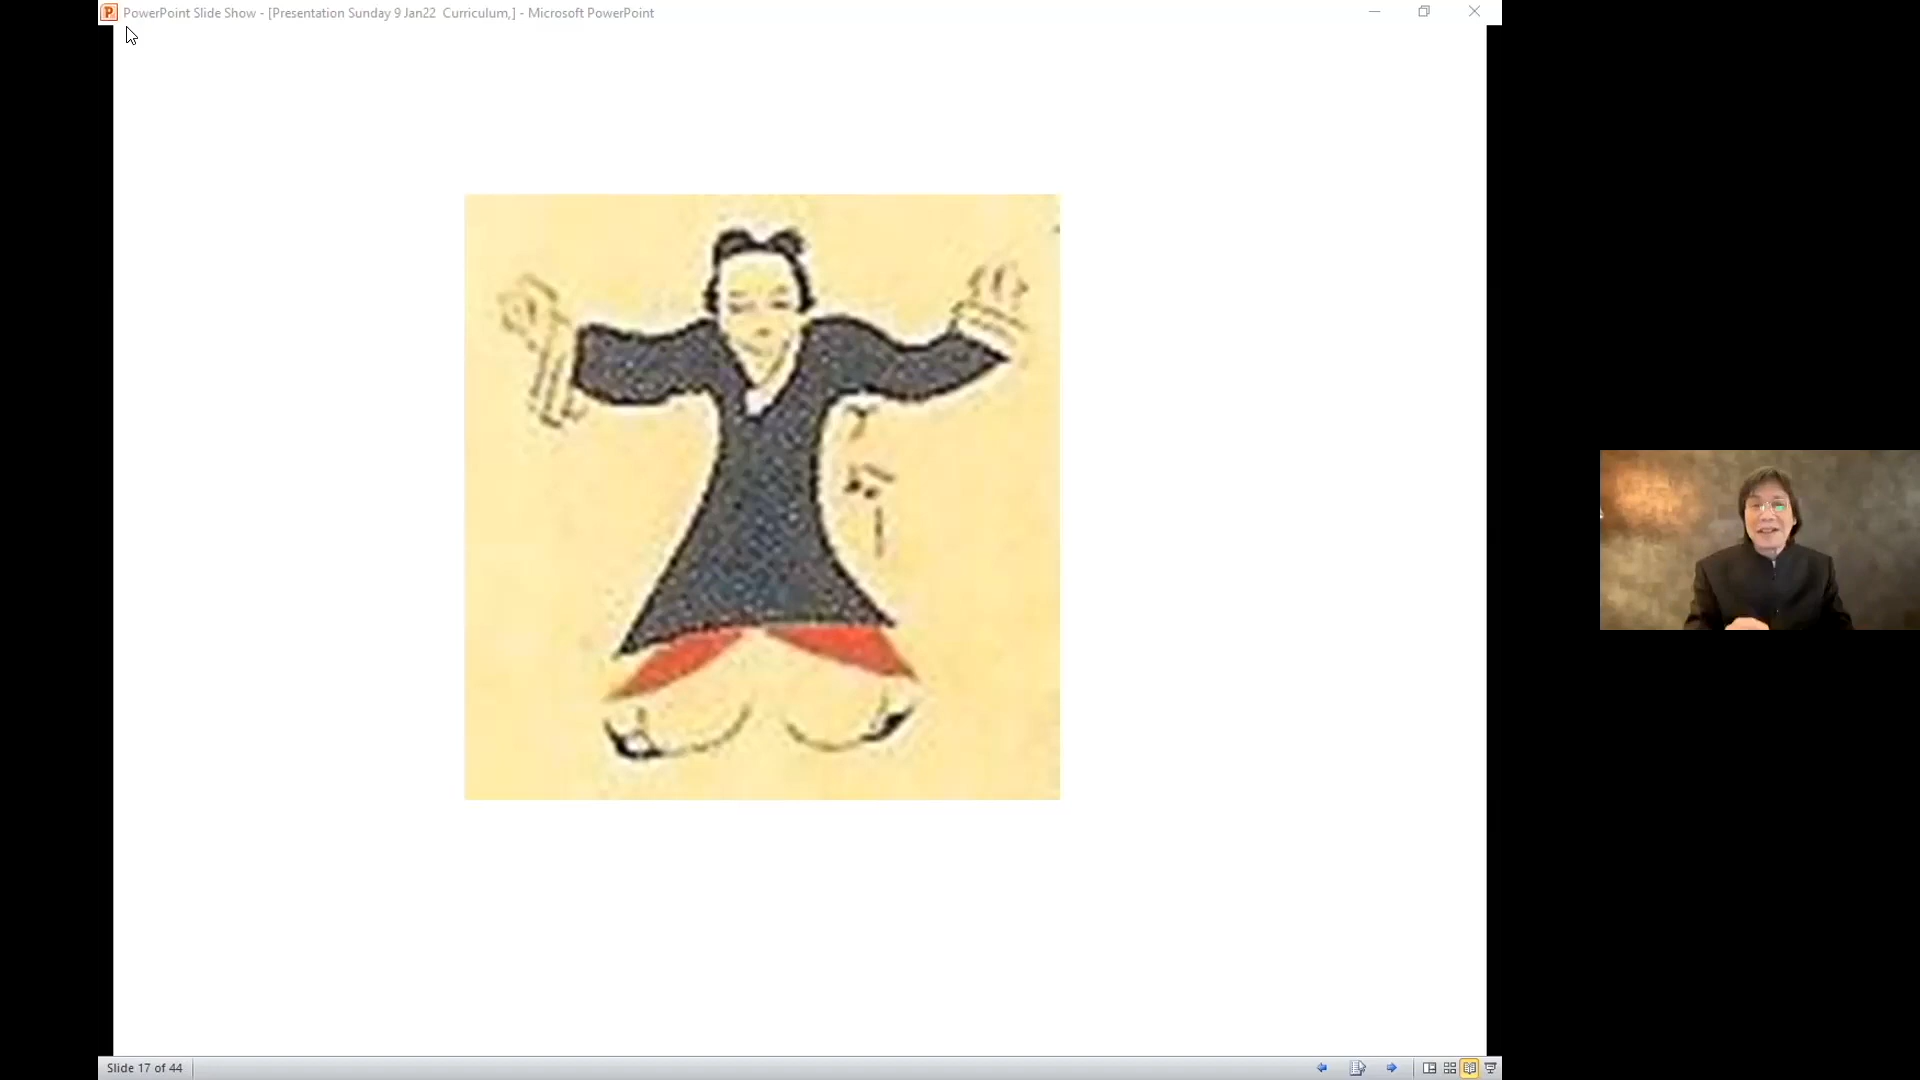 PowerPoint Slide Show - [Presentation Sunday 9 Jan22  Curriculum,] - Microsoft PowerPoint
Slide 17 of 44